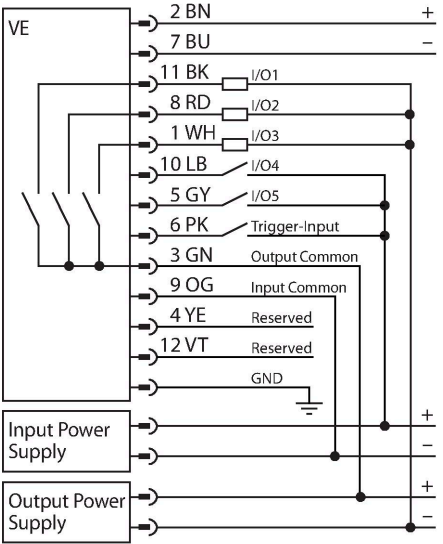 VE
2 BN +
7 BU –
11 BK I/O1
8 RD I/O2
1 WH I/O3
10 LB I/O4
5 GY I/O5
6 PK Trigger-Input
3 GN Output Common
9 OG Input Common
4 YE Reserved
12 VT Reserved
GND
Input Power
Supply
+
–
Output Power
Supply
+
–